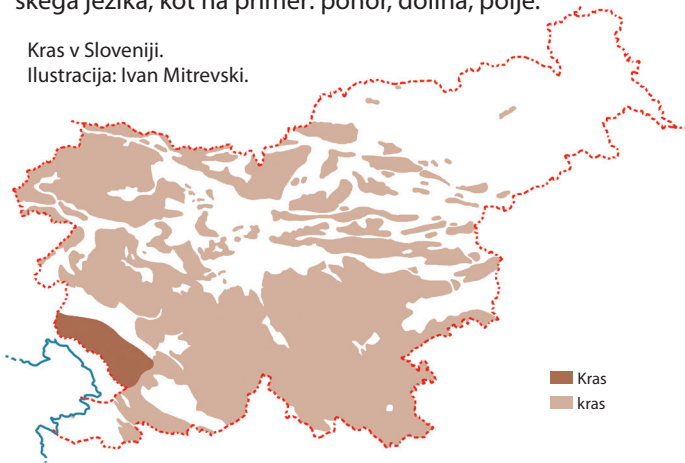 skega jezika, kot na primer: ponor, dolina, polje.
Kras v Sloveniji.
Ilustracija: Ivan Mitrevski.
Kras
kras